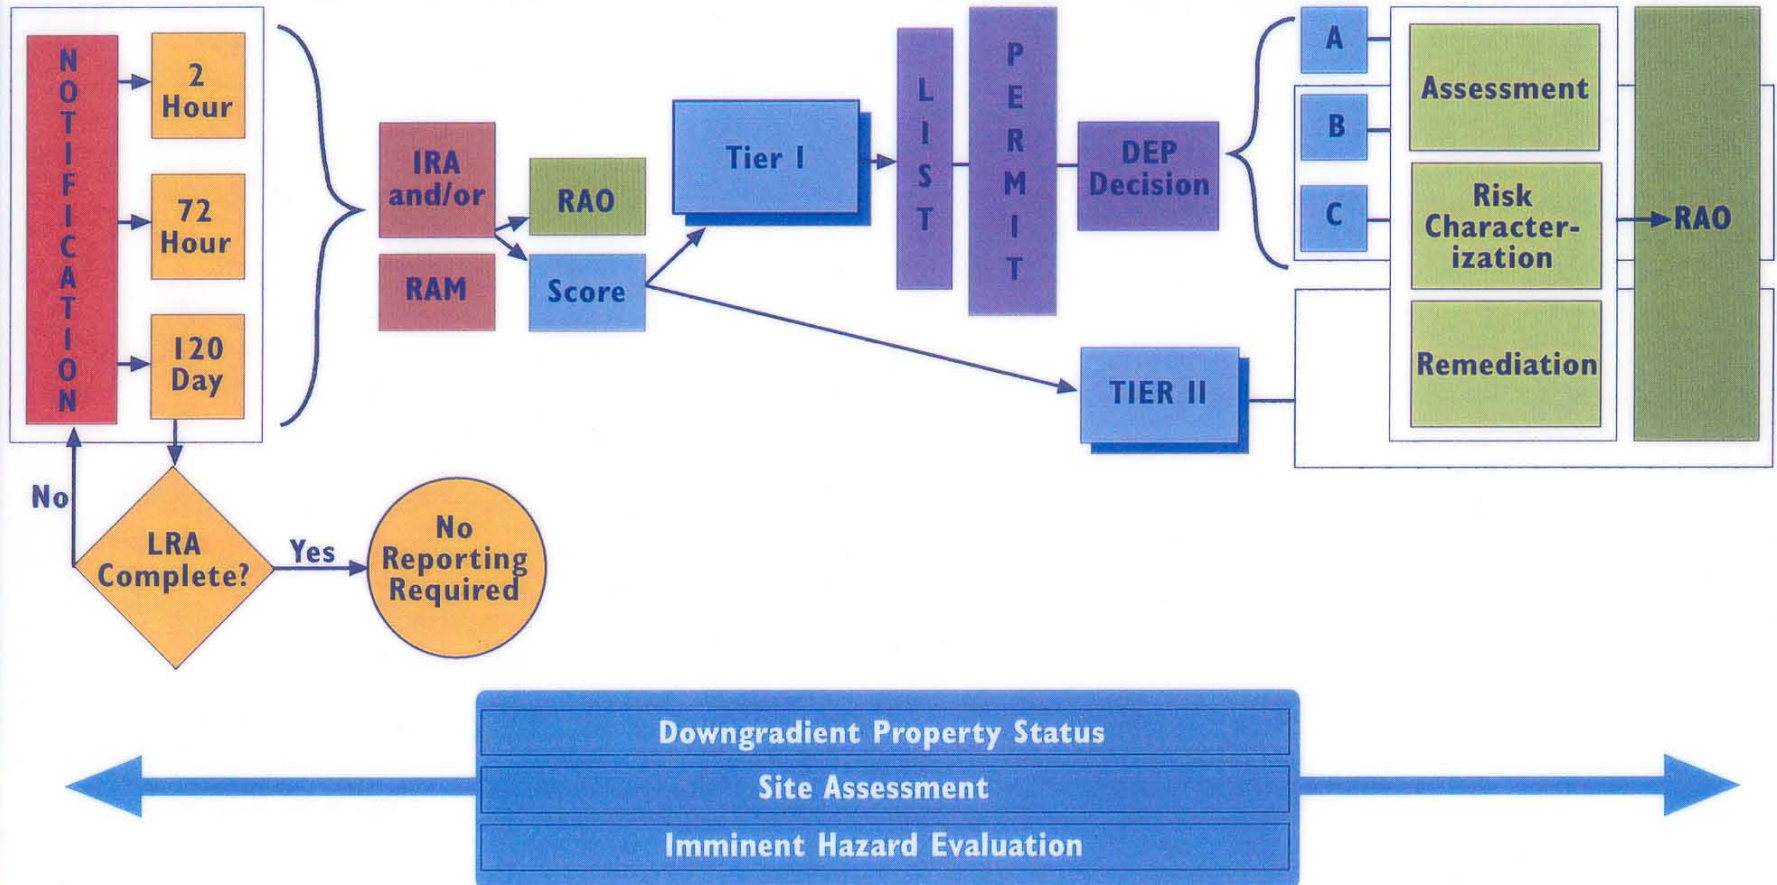 NOTIFICATION
2
Hour
72
Hour
120
Day
No
LRA
Complete?
Yes
No
Reporting
Required
IRA
and/or
RAM
RAO
Score
Tier I
LIST
PERMIT
DEP
Decision
TIER II
A
B
C
Assessment
Risk
Character-
ization
Remediation
RAO
Downgradient Property Status
Site Assessment
Imminent Hazard Evaluation